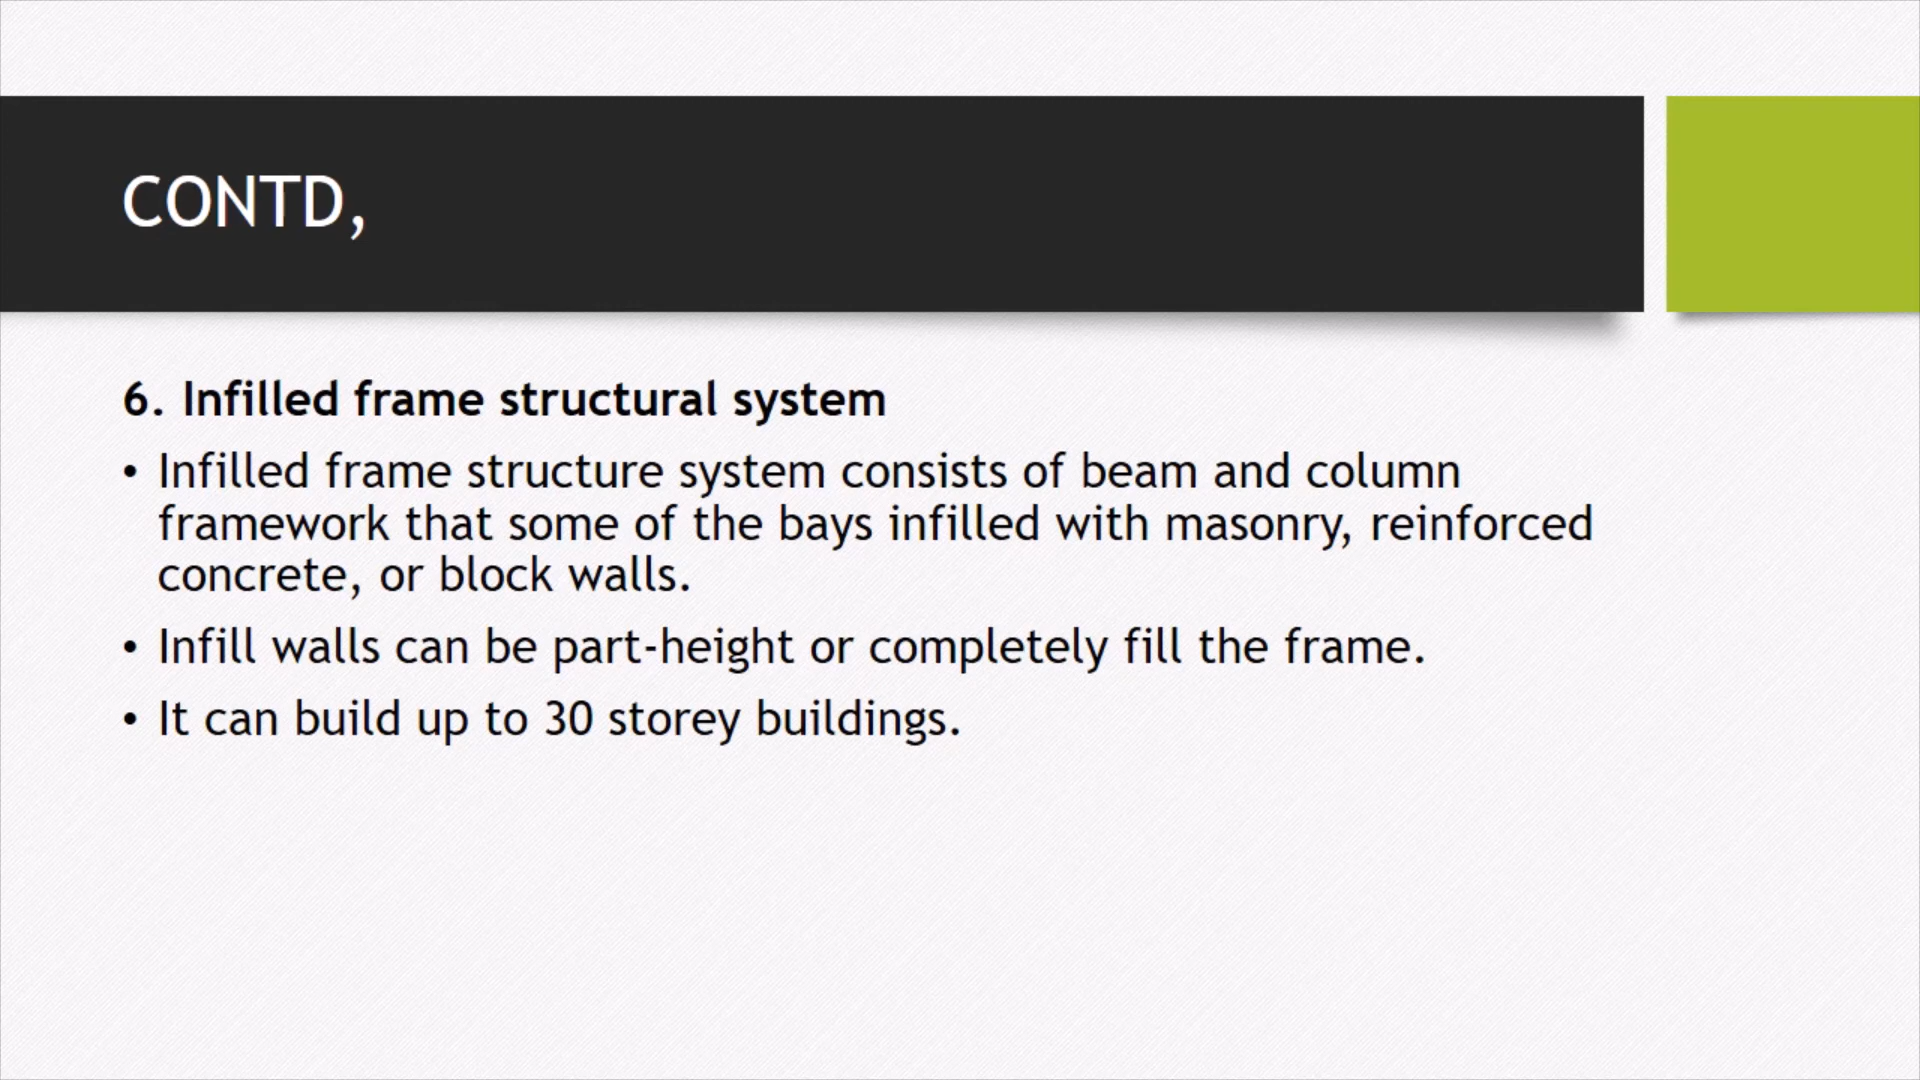 CONTD,
6. Infilled frame structural system
• Infilled frame structure system consists of beam and column
framework that some of the bays infilled with masonry, reinforced
concrete, or block walls.
• Infill walls can be part-height or completely fill the frame.
• It can build up to 30 storey buildings.